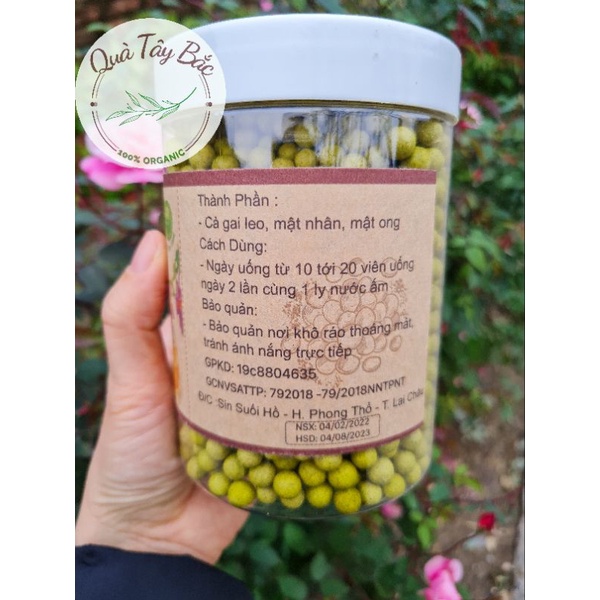 Quà Tây Bắc
100% ORGANIC
Thành Phần :
- Cà gai leo, mật nhân, mật ong
Cách Dùng:
- Ngày uống từ 10 tới 20 viên uống
ngày 2 lần cùng 1 ly nước ấm
Bảo quản:
- Bảo quản nơi khô ráo thoáng mát,
tránh ánh nắng trực tiếp
GPKD: 19c8804635
GCNVSATTP: 792018 -79/2018NNTPNT
Đ/C :Sin Suối Hồ - H. Phong Thổ - T. Lai Châu
NSX: 04/02/2022
HSD: 04/08/2023